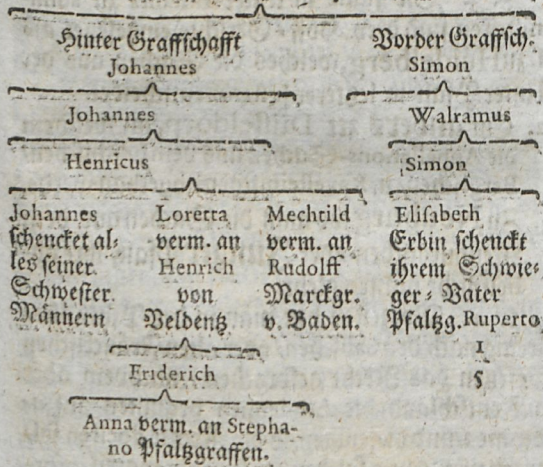 Hinter Graffschafft
Johannes
Johannes
Henricus
Johannes
schencket al-
les seiner
Schwester
Männern
Loretta
verm. an
Henrich
von
Veldentz
Mechtild
verm. an
Rudolff
Marckgr.
v. Baden.
Friderich
Anna verm. an Stepha-
no Pfaltzgraffen.
Vorder Graffsch.
Simon
Walramus
Simon
Elisabeth
Erbin schenckt
ihrem Schwie-
ger-Vater
Pfaltzg. Ruperto
1
5